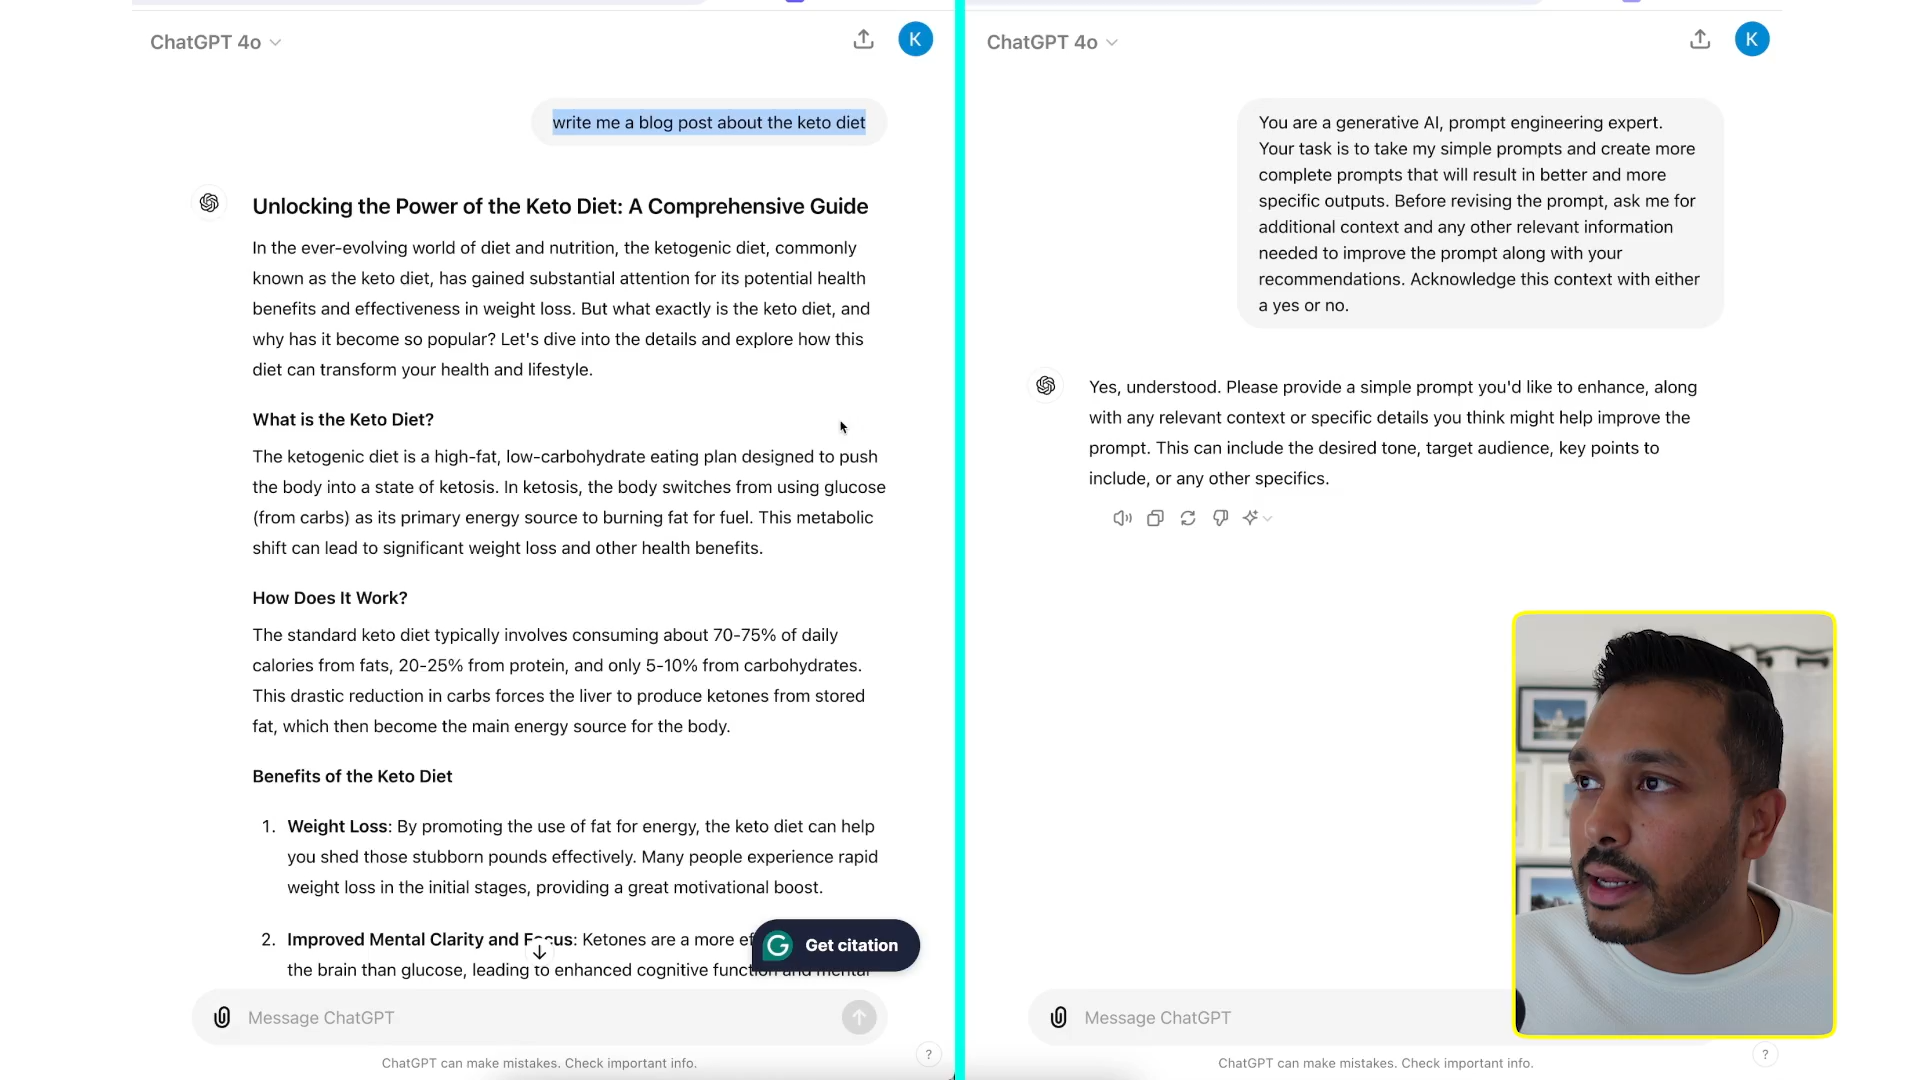 ChatGPT 4o
K
write me a blog post about the keto diet
Unlocking the Power of the Keto Diet: A Comprehensive Guide
In the ever-evolving world of diet and nutrition, the ketogenic diet, commonly
known as the keto diet, has gained substantial attention for its potential health
benefits and effectiveness in weight loss. But what exactly is the keto diet, and
why has it become so popular? Let's dive into the details and explore how this
diet can transform your health and lifestyle.
What is the Keto Diet?
The ketogenic diet is a high-fat, low-carbohydrate eating plan designed to push
the body into a state of ketosis. In ketosis, the body switches from using glucose
(from carbs) as its primary energy source to burning fat for fuel. This metabolic
shift can lead to significant weight loss and other health benefits.
How Does It Work?
The standard keto diet typically involves consuming about 70-75% of daily
calories from fats, 20-25% from protein, and only 5-10% from carbohydrates.
This drastic reduction in carbs forces the liver to produce ketones from stored
fat, which then become the main energy source for the body.
Benefits of the Keto Diet
1. Weight Loss: By promoting the use of fat for energy, the keto diet can help
you shed those stubborn pounds effectively. Many people experience rapid
weight loss in the initial stages, providing a great motivational boost.
2. Improved Mental Clarity and Focus: Ketones are a more
the brain than glucose, leading to enhanced cognitive function and mental
Get citation
Message ChatGPT
ChatGPT can make mistakes. Check important info.
?
ChatGPT 4o
K
You are a generative AI, prompt engineering expert.
Your task is to take my simple prompts and create more
complete prompts that will result in better and more
specific outputs. Before revising the prompt, ask me for
additional context and any other relevant information
needed to improve the prompt along with your
recommendations. Acknowledge this context with either
a yes or no.
Yes, understood. Please provide a simple prompt you'd like to enhance, along
with any relevant context or specific details you think might help improve the
prompt. This can include the desired tone, target audience, key points to
include, or any other specifics.
Message ChatGPT
ChatGPT can make mistakes. Check important info.
?